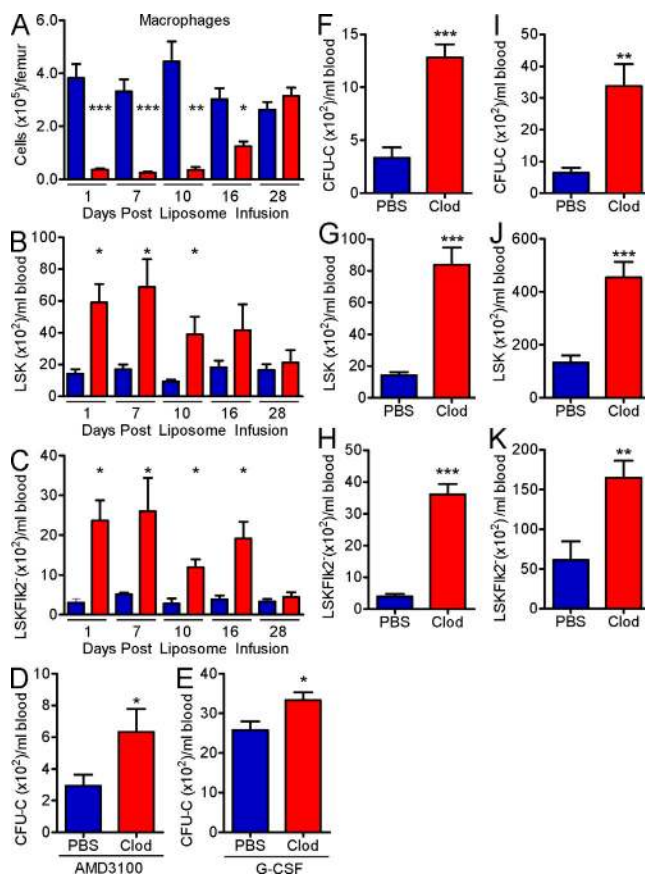 A
Macrophages
Cells (x10⁵)/femur
6.0
4.0
2.0
0.0
***
***
**
*
1 7 10 16 28
Days Post Liposome Infusion
B
LSK (x10²)/ml blood
100
80
60
40
20
0
*
*
*
1 7 10 16 28
Days Post Liposome Infusion
C
LSKFlk2⁻(x10²)/ml blood
40
30
20
10
0
*
*
*
*
1 7 10 16 28
Days Post Liposome Infusion
D
CFU-C (x10²)/ml blood
10
8
6
4
2
0
*
PBS Clod
AMD3100
E
CFU-C (x10²)/ml blood
40
30
20
10
0
*
PBS Clod
G-CSF
F
CFU-C (x10²)/ml blood
15
10
5
0
***
PBS Clod
G
LSK (x10²)/ml blood
100
80
60
40
20
0
***
PBS Clod
H
LSKFlk2⁻(x10²)/ml blood
50
40
30
20
10
0
***
PBS Clod
I
CFU-C (x10²)/ml blood
50
40
30
20
10
0
**
PBS Clod
J
LSK (x10²)/ml blood
600
400
200
0
***
PBS Clod
K
LSKFlk2⁻(x10²)/ml blood
200
150
100
50
0
**
PBS Clod